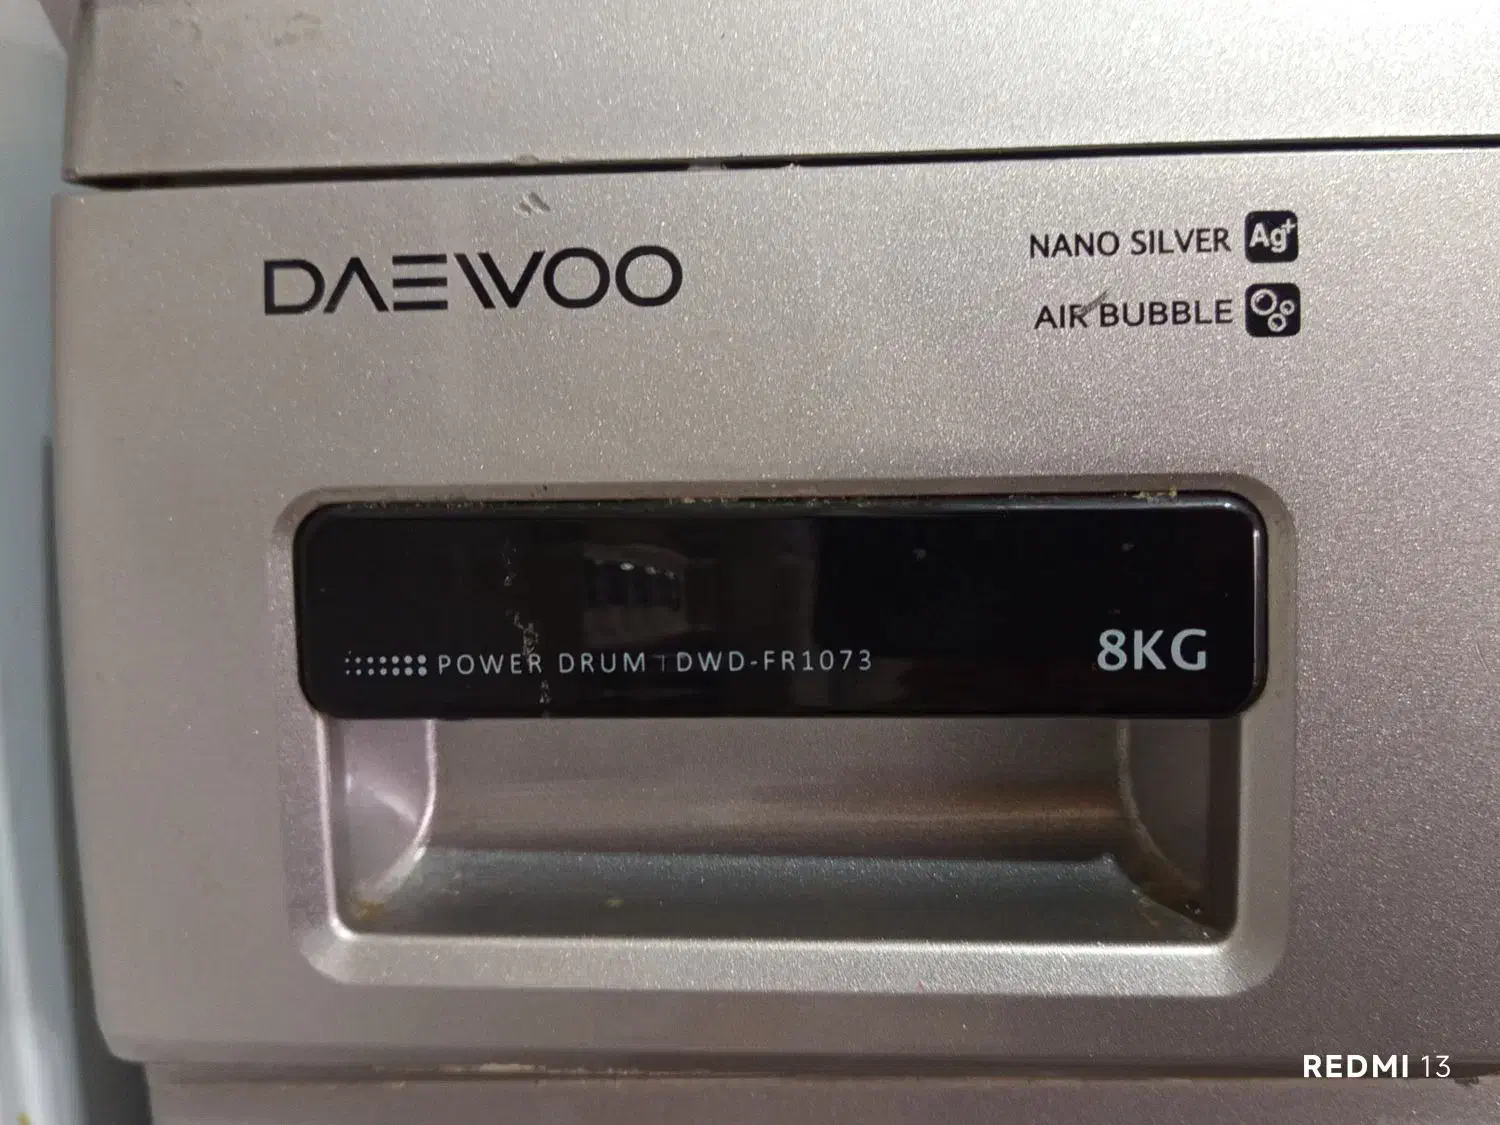 DAEWOO
NANO SILVER Ag+
AIR BUBBLE
POWER DRUM | DWD-FR1073
8KG
REDMI 13